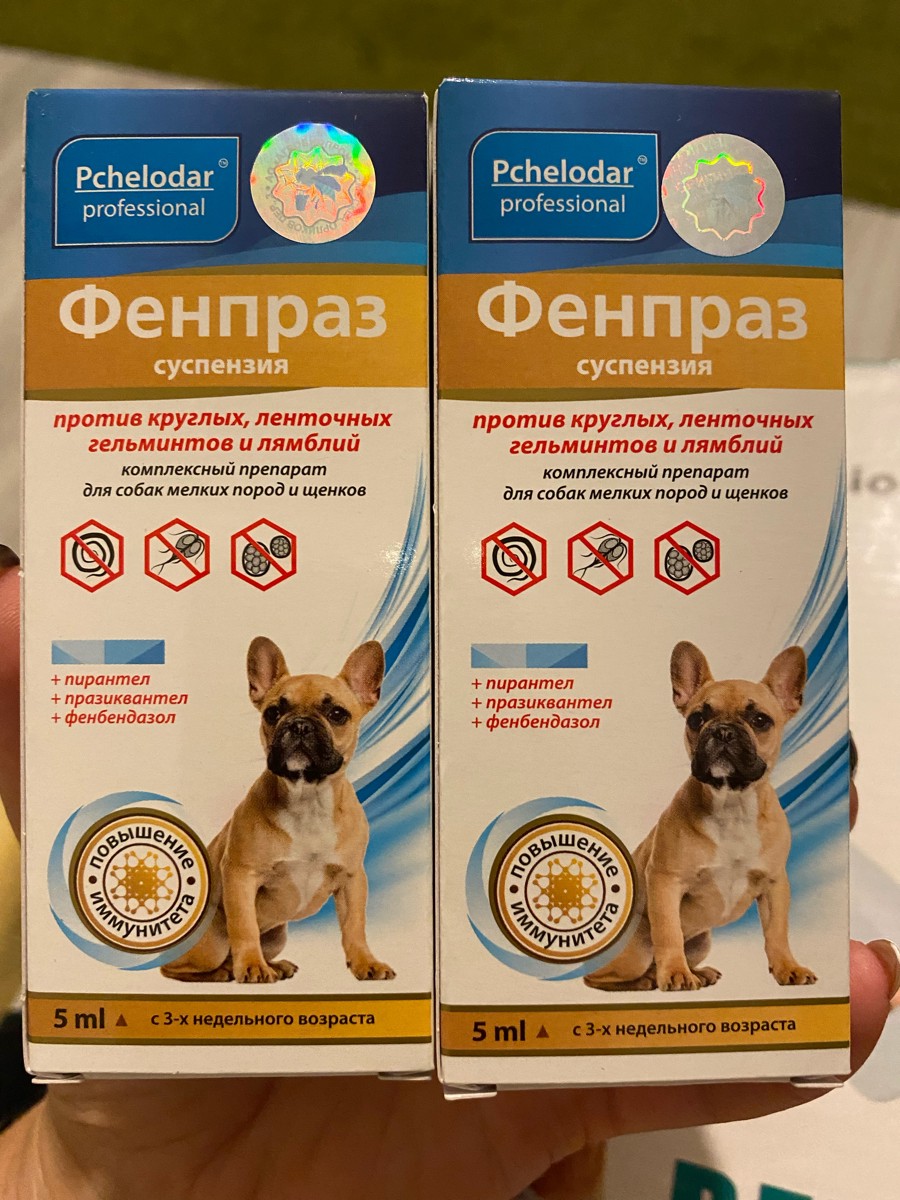 Pchelodar™
professional
Фенпраз
суспензия
против круглых, ленточных
гельминтов и лямблий
комплексный препарат
для собак мелких пород и щенков
+ пирантел
+ празиквантел
+ фенбендазол
повышение
иммунитета
5 ml ▲ с 3-х недельного возраста
Pchelodar™
professional
Фенпраз
суспензия
против круглых, ленточных
гельминтов и лямблий
комплексный препарат
для собак мелких пород и щенков
+ пирантел
+ празиквантел
+ фенбендазол
повышение
иммунитета
5 ml ▲ с 3-х недельного возраста